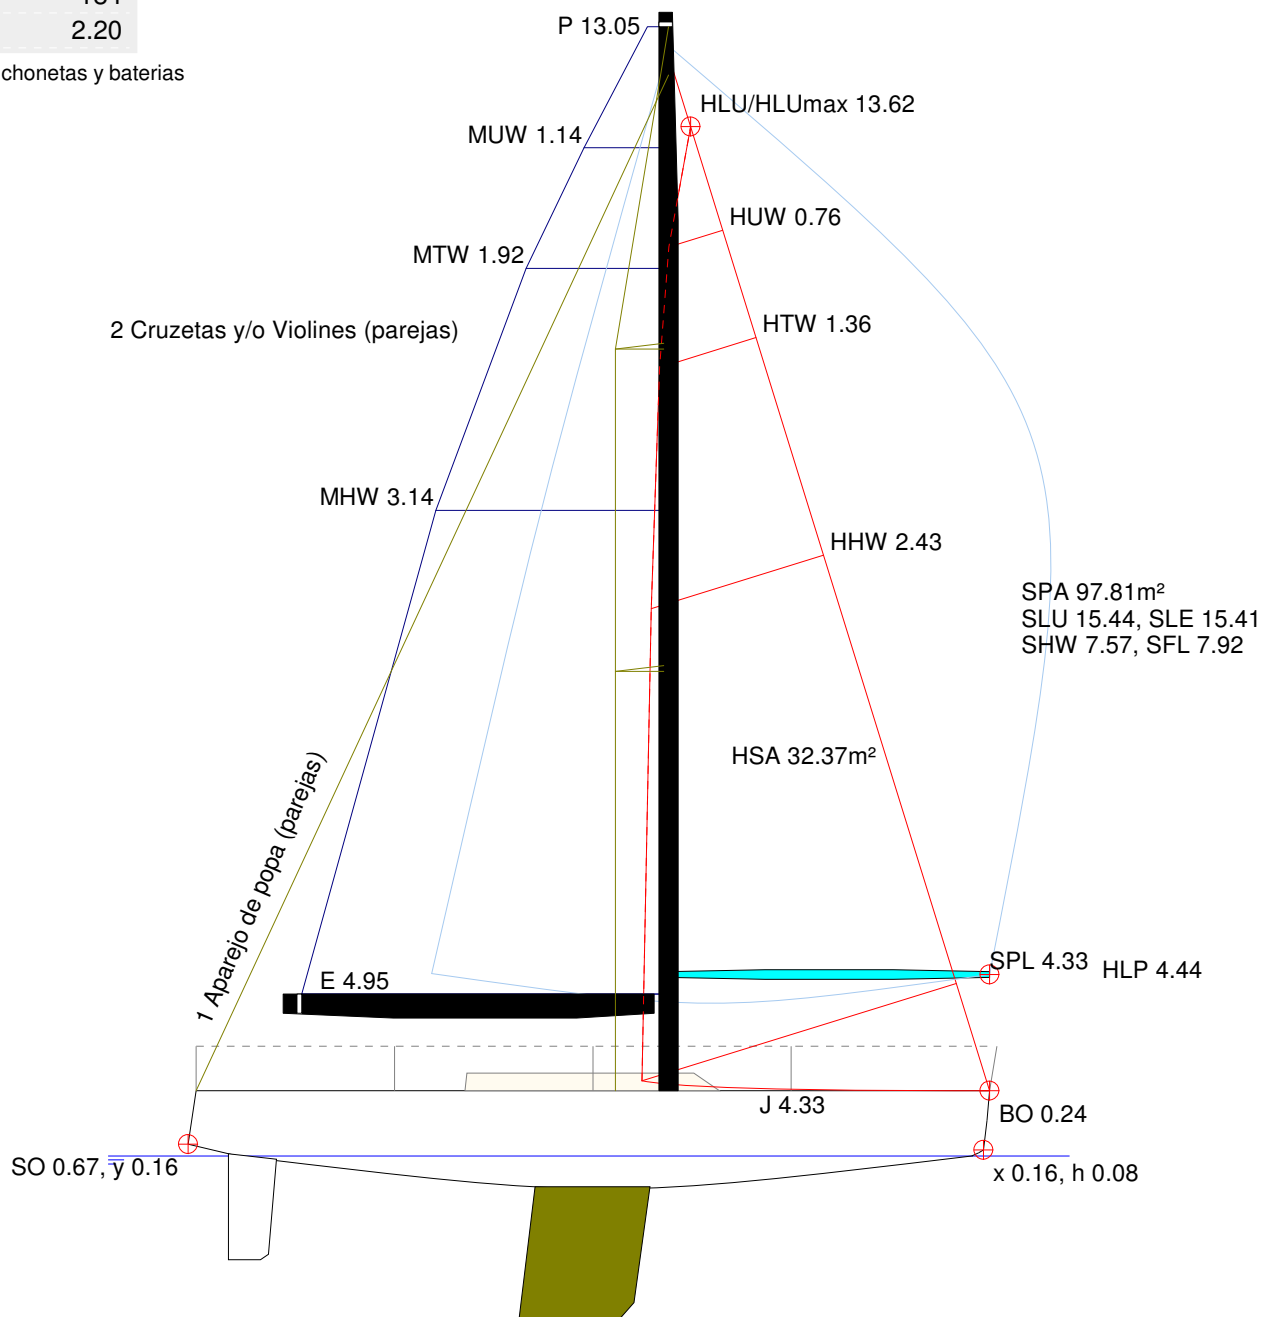 2.20
chonetas y baterias
P 13.05
HLU/HLUmax 13.62
MUW 1.14
HUW 0.76
MTW 1.92
HTW 1.36
2 Cruzetas y/o Violines (parejas)
MHW 3.14
HHW 2.43
SPA 97.81m²
SLU 15.44, SLE 15.41
SHW 7.57, SFL 7.92
HSA 32.37m²
1 Aparejo de popa (parejas)
E 4.95
SPL 4.33
HLP 4.44
J 4.33
BO 0.24
SO 0.67, y 0.16
x 0.16, h 0.08